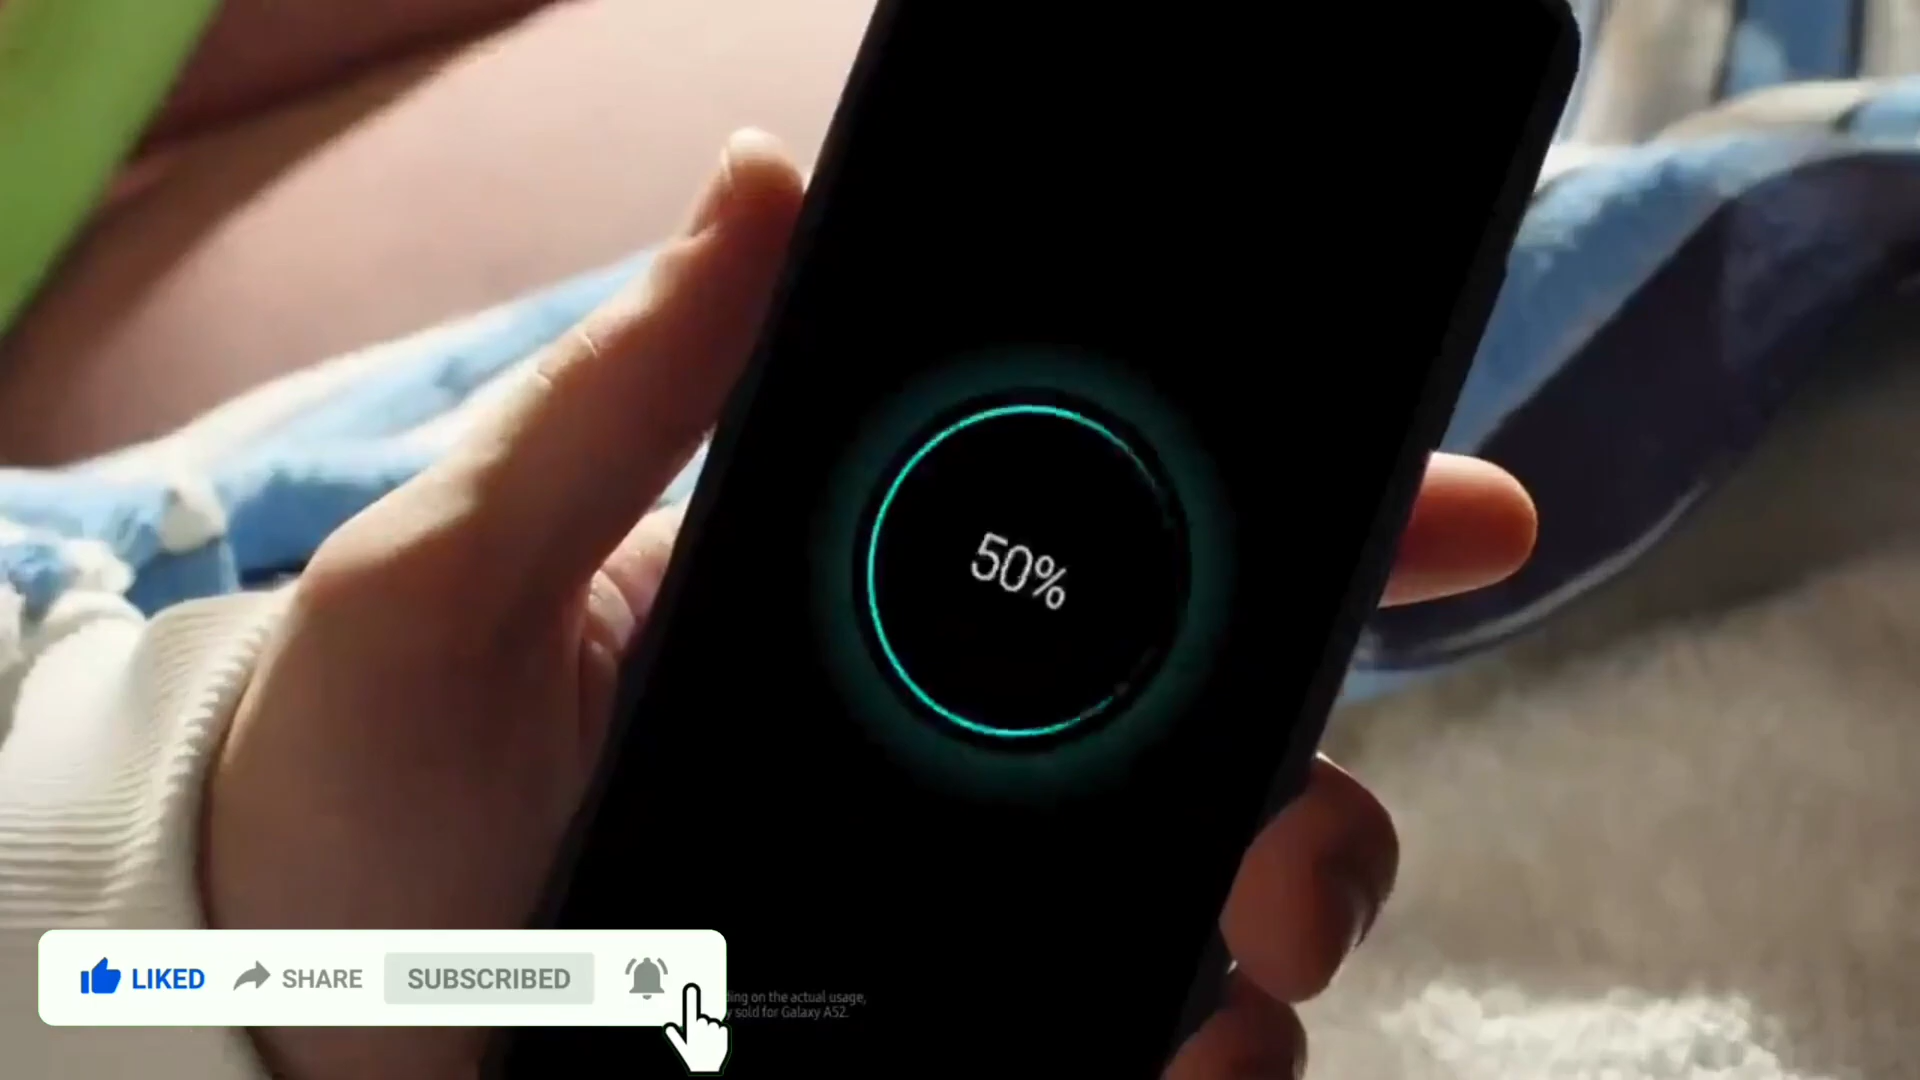 50%
LIKED SHARE SUBSCRIBED
ding on the actual usage,
y sold for Galaxy A52.